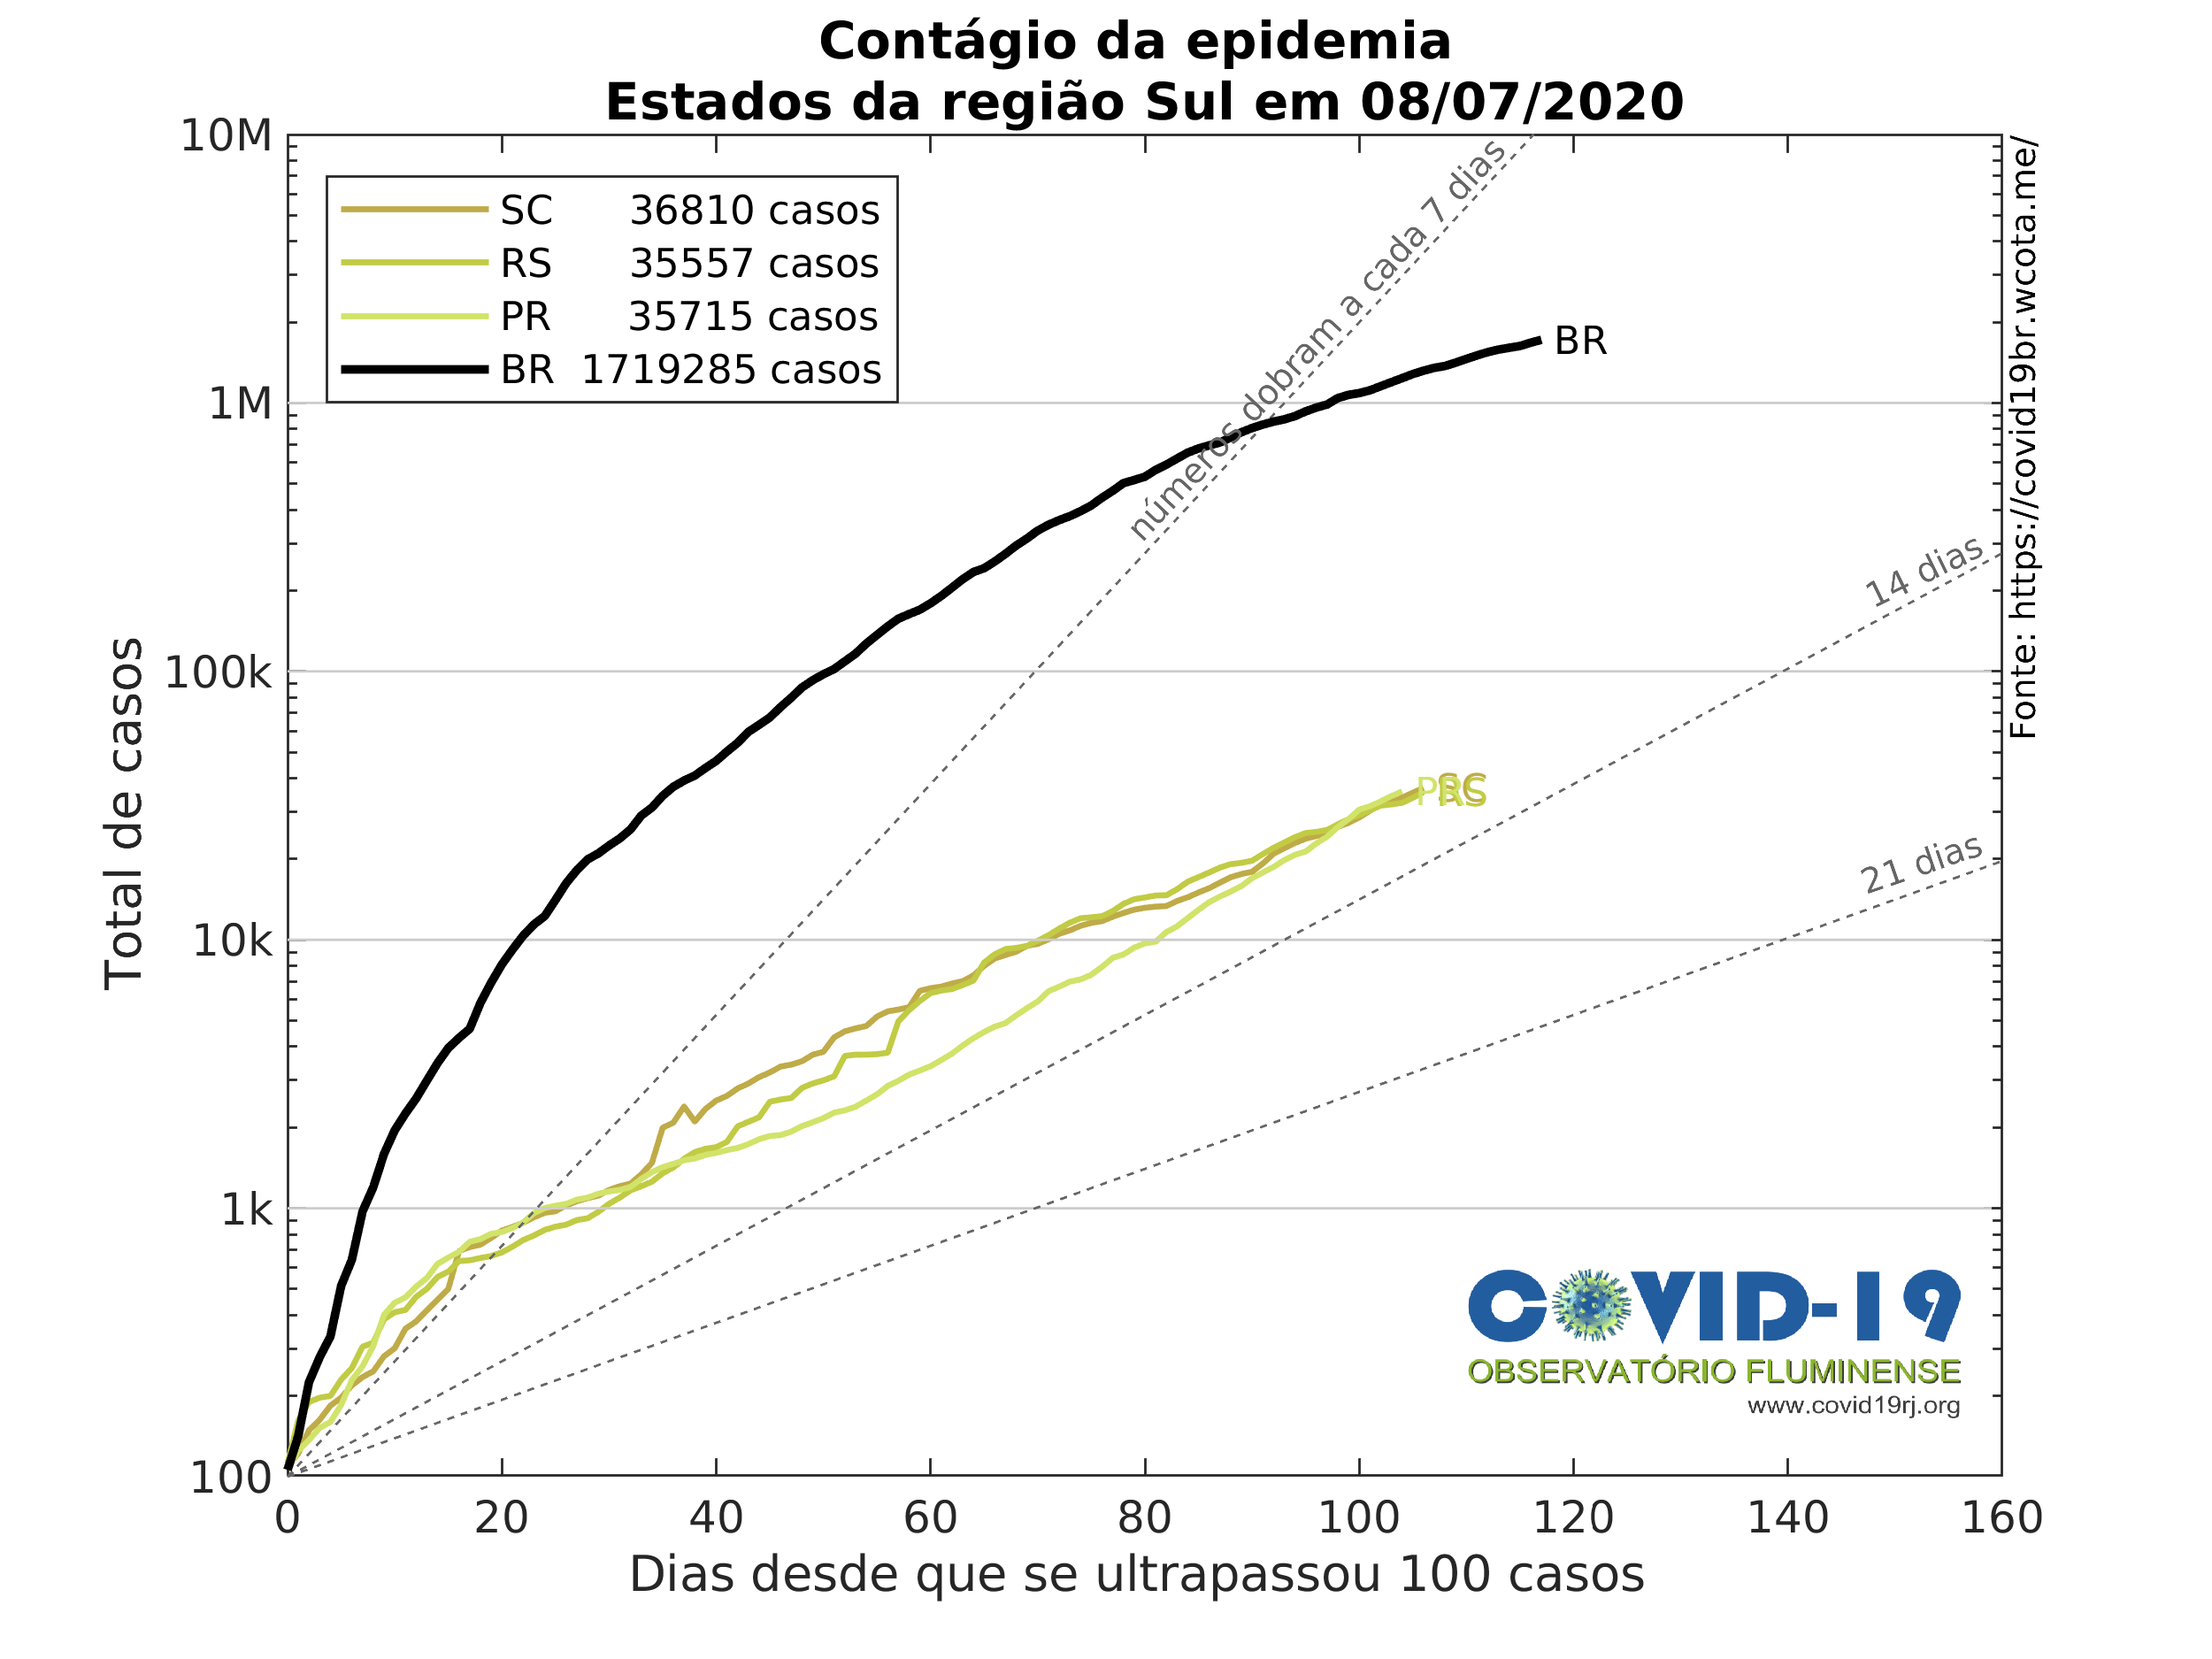 Contágio da epidemia
Estados da região Sul em 08/07/2020
10M
1M
100k
10k
1k
100
Total de casos
SC 36810 casos
RS 35557 casos
PR 35715 casos
BR 1719285 casos
números dobram a cada 7 dias
BR
14 dias
21 dias
PR
SC
RS
Fonte: https://covid19br.wcota.me/
COVID-19
OBSERVATÓRIO FLUMINENSE
www.covid19rj.org
0 20 40 60 80 100 120 140 160
Dias desde que se ultrapassou 100 casos